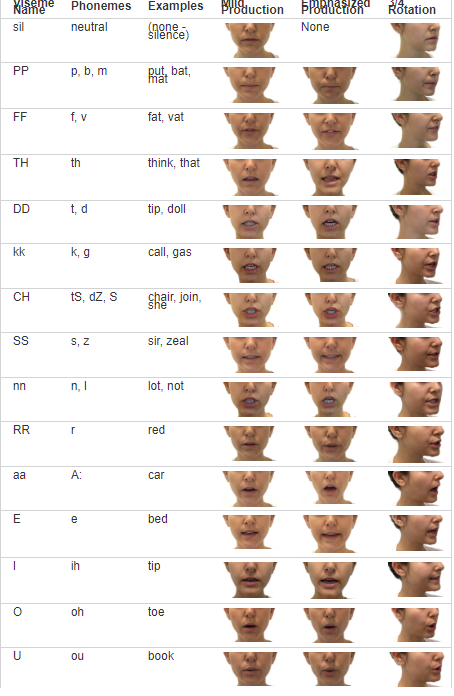 Viseme Name Phonemes Examples Mild Production Emphasized Production 3/4 Rotation
sil neutral (none - silence) None
PP p, b, m put, bat, mat
FF f, v fat, vat
TH th think, that
DD t, d tip, doll
kk k, g call, gas
CH tS, dZ, S chair, join, she
SS s, z sir, zeal
nn n, l lot, not
RR r red
aa A: car
E e bed
I ih tip
O oh toe
U ou book